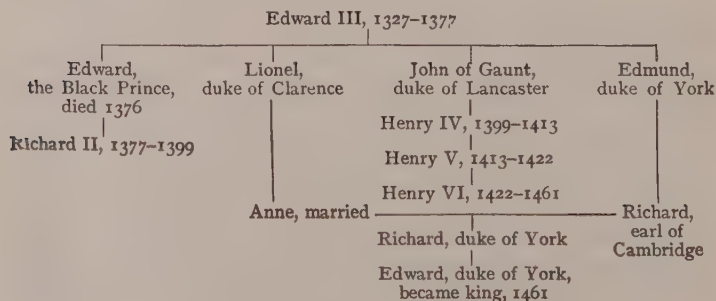 Edward III, 1327–1377
Edward,
the Black Prince,
died 1376
Richard II, 1377–1399
Lionel,
duke of Clarence
John of Gaunt,
duke of Lancaster
Henry IV, 1399–1413
Henry V, 1413–1422
Henry VI, 1422–1461
Edmund,
duke of York
Anne, married
Richard,
earl of
Cambridge
Richard, duke of York
Edward, duke of York,
became king, 1461